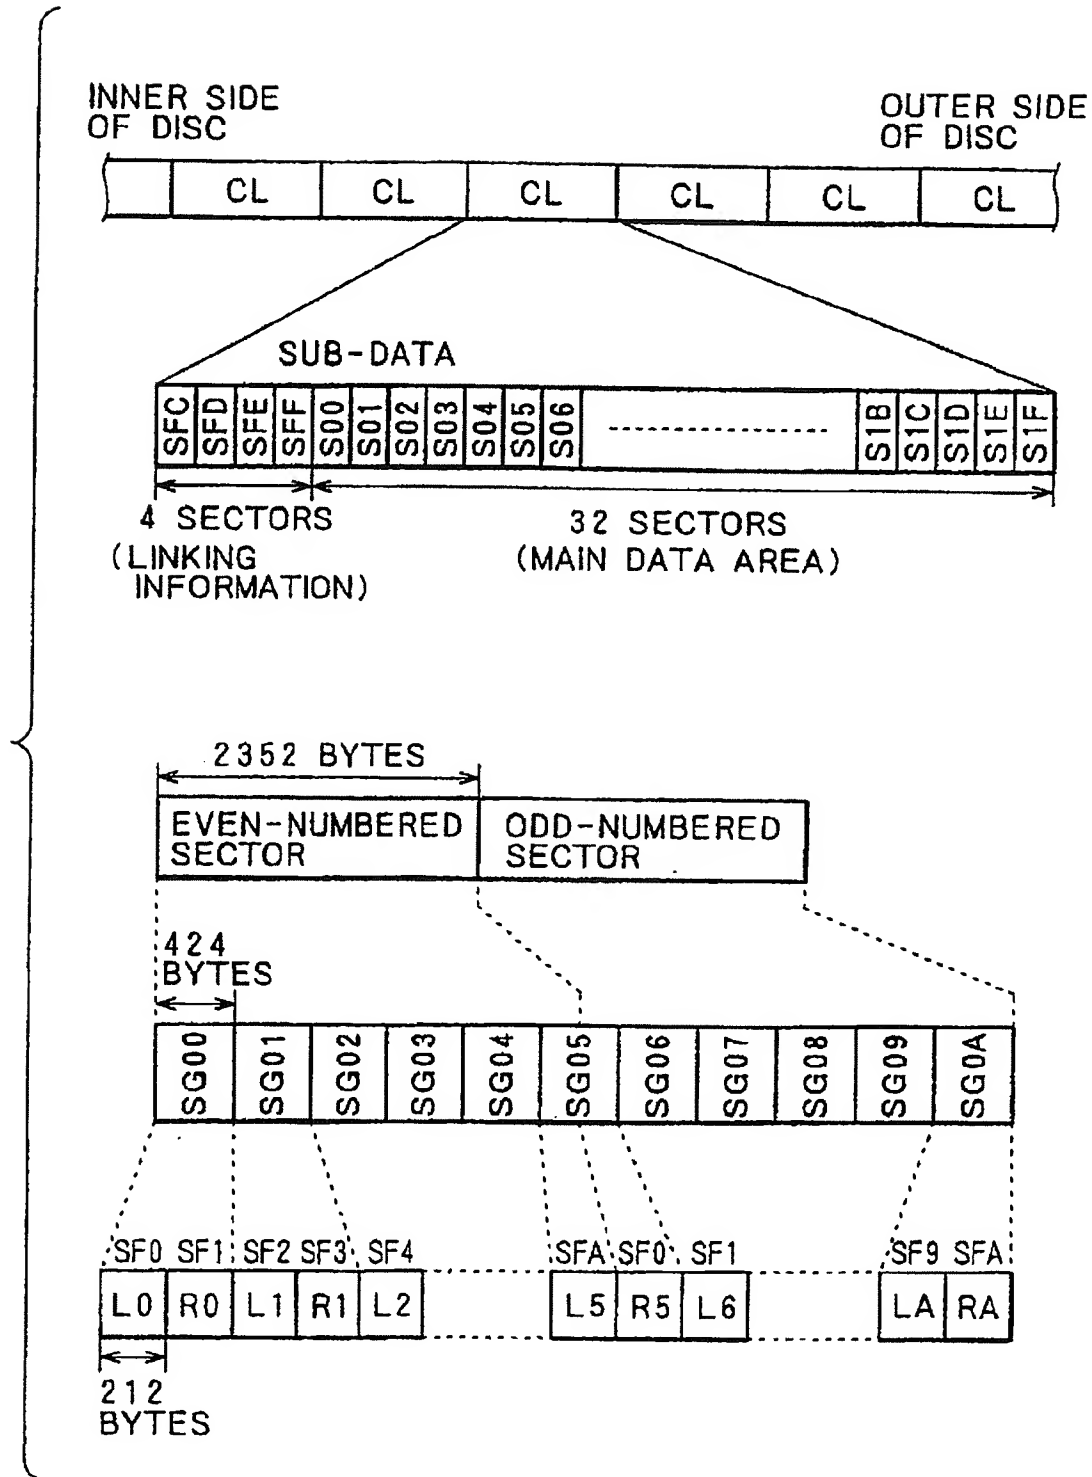 INNER SIDE
OF DISC
OUTER SIDE
OF DISC
CL CL CL CL CL CL
SUB-DATA
SFC SFD SFE SFF S00 S01 S02 S03 S04 S05 S06 S1B S1C S1D S1E S1F
4 SECTORS
(LINKING
INFORMATION)
32 SECTORS
(MAIN DATA AREA)
2352 BYTES
EVEN-NUMBERED
SECTOR
ODD-NUMBERED
SECTOR
424
BYTES
SG00 SG01 SG02 SG03 SG04 SG05 SG06 SG07 SG08 SG09 SG0A
SF0 SF1 SF2 SF3 SF4 SFA SF0 SF1 SF9 SFA
L0 R0 L1 R1 L2 L5 R5 L6 LA RA
212
BYTES